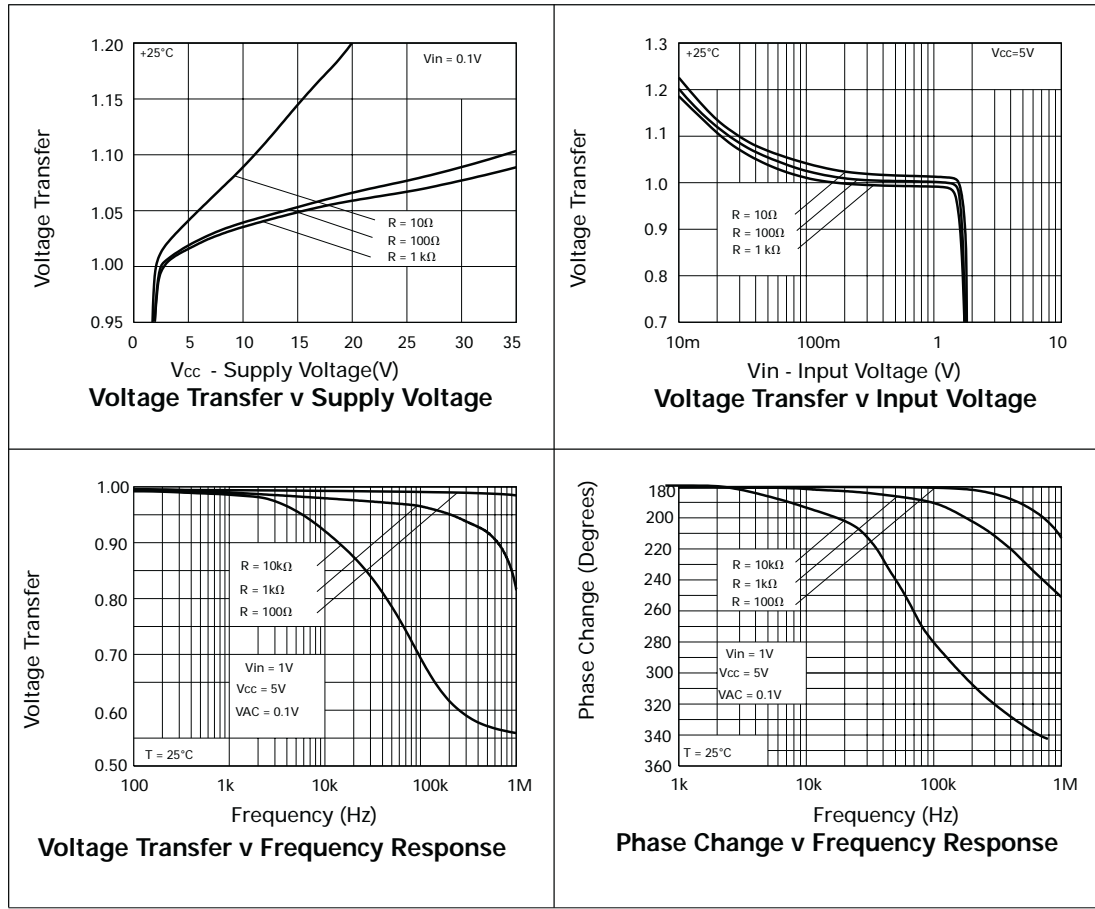 1.20
+25°C
Vin = 0.1V
1.15
1.10
1.05
1.00
0.95
R = 10Ω
R = 100Ω
R = 1 kΩ
0 5 10 15 20 25 30 35
Voltage Transfer
Vcc - Supply Voltage(V)
Voltage Transfer v Supply Voltage
1.3
+25°C
Vcc=5V
1.2
1.1
1.0
0.9
0.8
0.7
R = 10Ω
R = 100Ω
R = 1 kΩ
10m 100m 1 10
Voltage Transfer
Vin - Input Voltage (V)
Voltage Transfer v Input Voltage
1.00
0.90
0.80
0.70
0.60
0.50
R = 10kΩ
R = 1kΩ
R = 100Ω
Vin = 1V
Vcc = 5V
VAC = 0.1V
T = 25°C
100 1k 10k 100k 1M
Voltage Transfer
Frequency (Hz)
Voltage Transfer v Frequency Response
180
200
220
240
260
280
300
320
340
360
R = 10kΩ
R = 1kΩ
R = 100Ω
Vin = 1V
Vcc = 5V
VAC = 0.1V
T = 25°C
1k 10k 100k 1M
Phase Change (Degrees)
Frequency (Hz)
Phase Change v Frequency Response